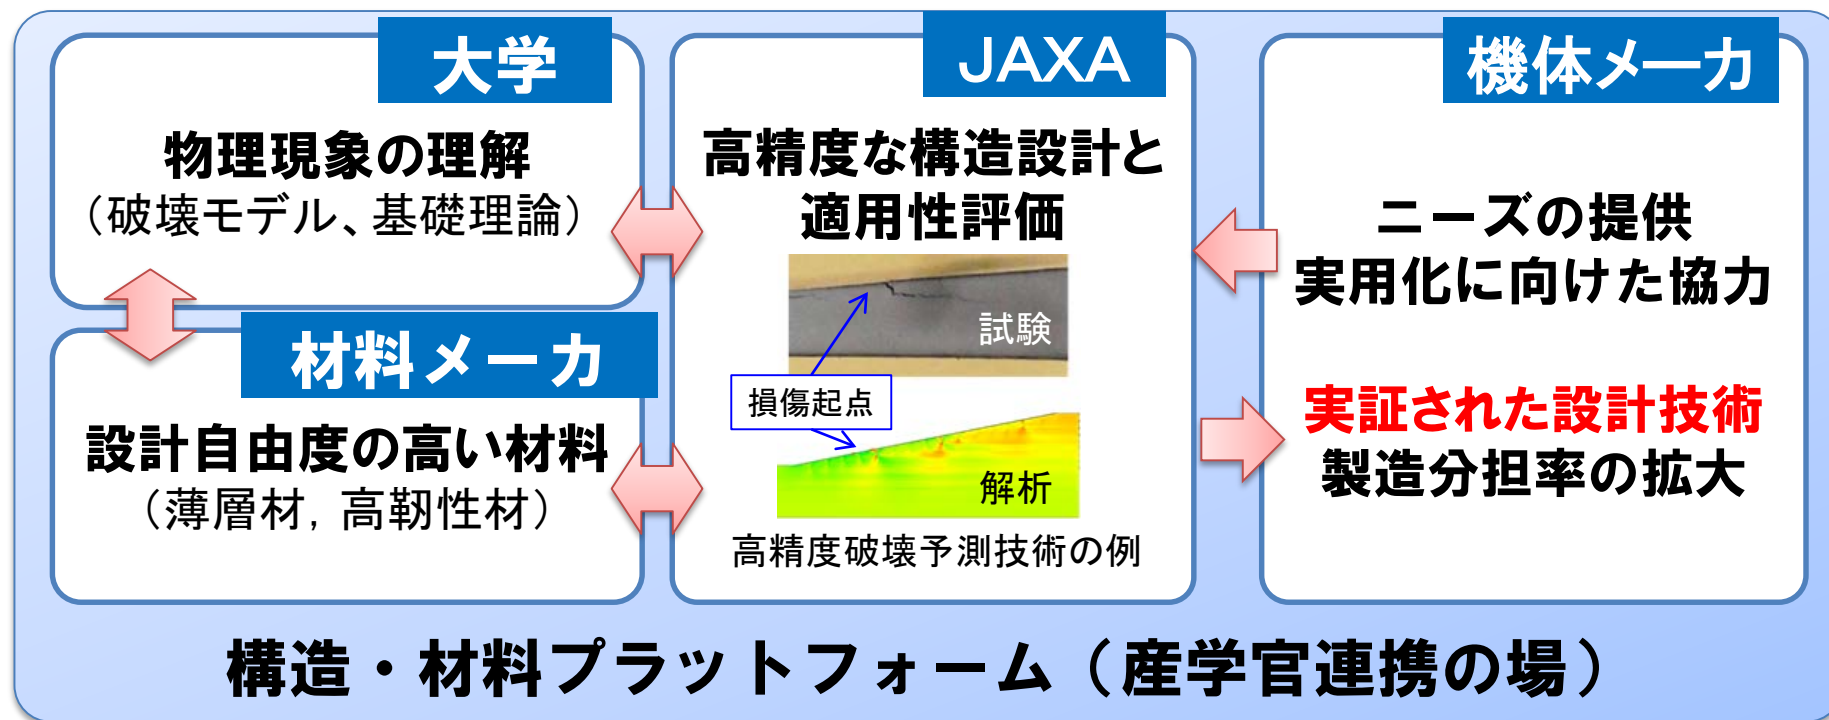 大学
物理現象の理解
（破壊モデル、基礎理論）
材料メーカ
設計自由度の高い材料
（薄層材，高靭性材）
JAXA
高精度な構造設計と
適用性評価
試験
損傷起点
解析
高精度破壊予測技術の例
機体メーカ
ニーズの提供
実用化に向けた協力
実証された設計技術
製造分担率の拡大
構造・材料プラットフォーム（産学官連携の場）